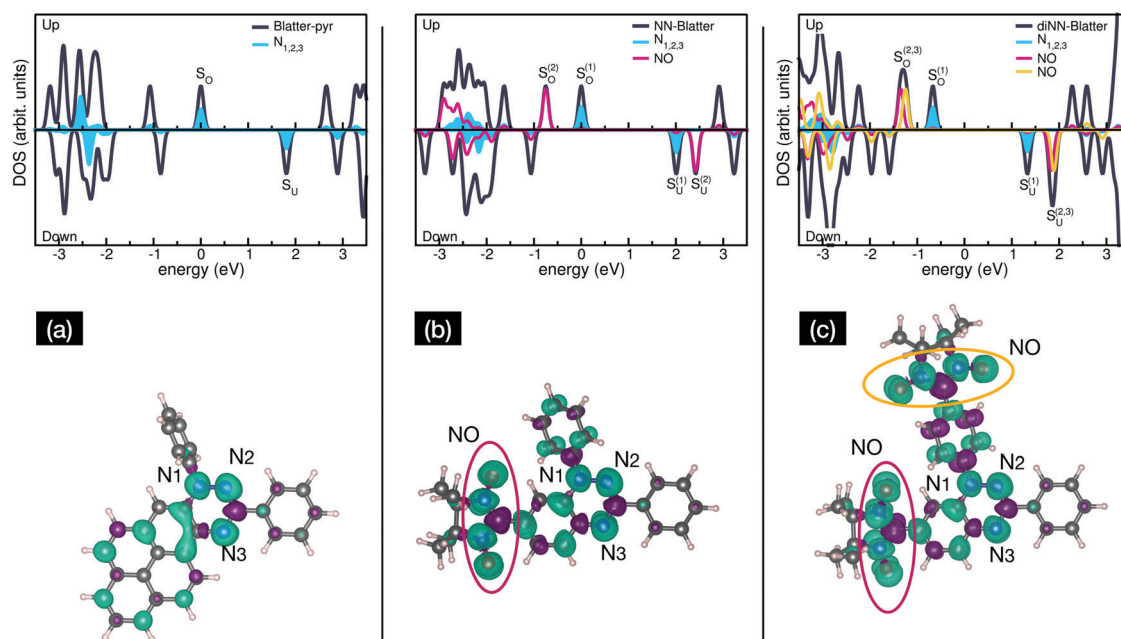 Up
Blatter-pyr
N1,2,3
DOS (arbit. units)
SO
SU
Down
-3 -2 -1 0 1 2 3
energy (eV)
(a)
N1
N2
N3
Up
NN-Blatter
N1,2,3
NO
SO(2)
SO(1)
SU(1)
SU(2)
Down
-3 -2 -1 0 1 2 3
energy (eV)
(b)
NO
N1
N2
N3
Up
diNN-Blatter
N1,2,3
NO
NO
DOS (arbit. units)
SO(2,3)
SO(1)
SU(1)
SU(2,3)
Down
-3 -2 -1 0 1 2 3
energy (eV)
(c)
NO
NO
N1
N2
N3